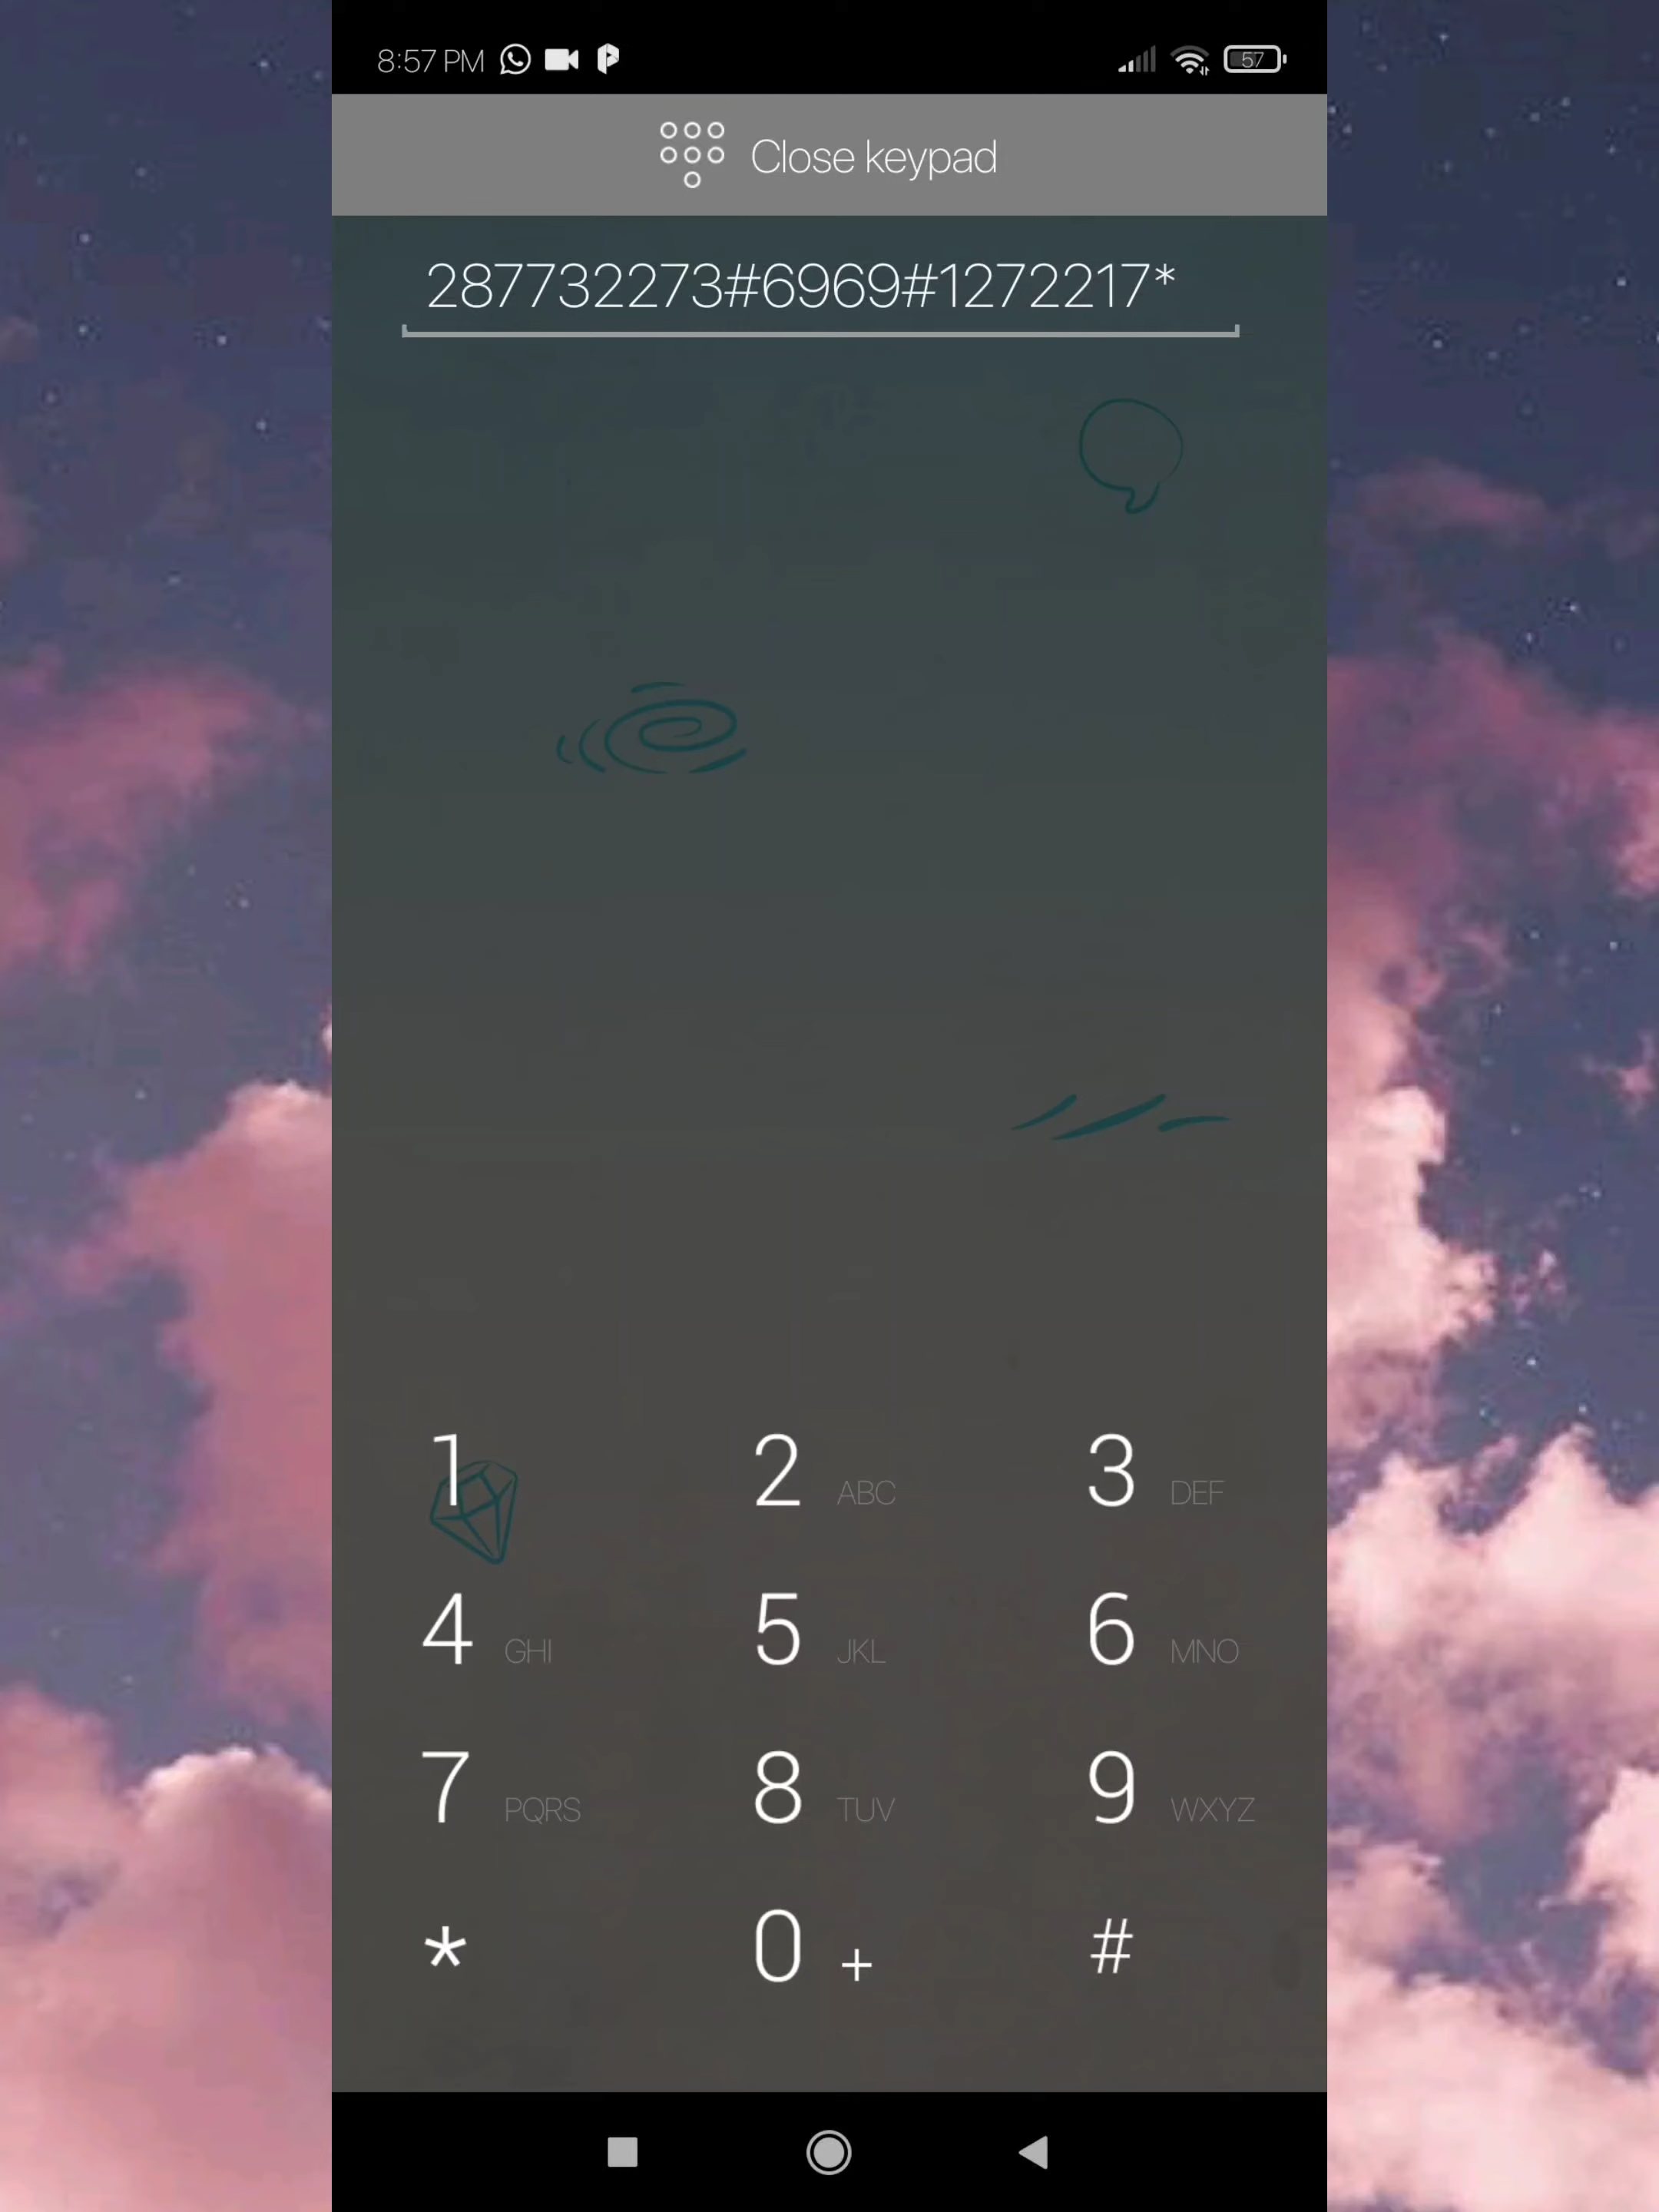 8:57 PM 57
Close keypad
287732273#6969#1272217*
1 2 ABC 3 DEF
4 GHI 5 JKL 6 MNO
7 PQRS 8 TUV 9 WXYZ
* 0 + #